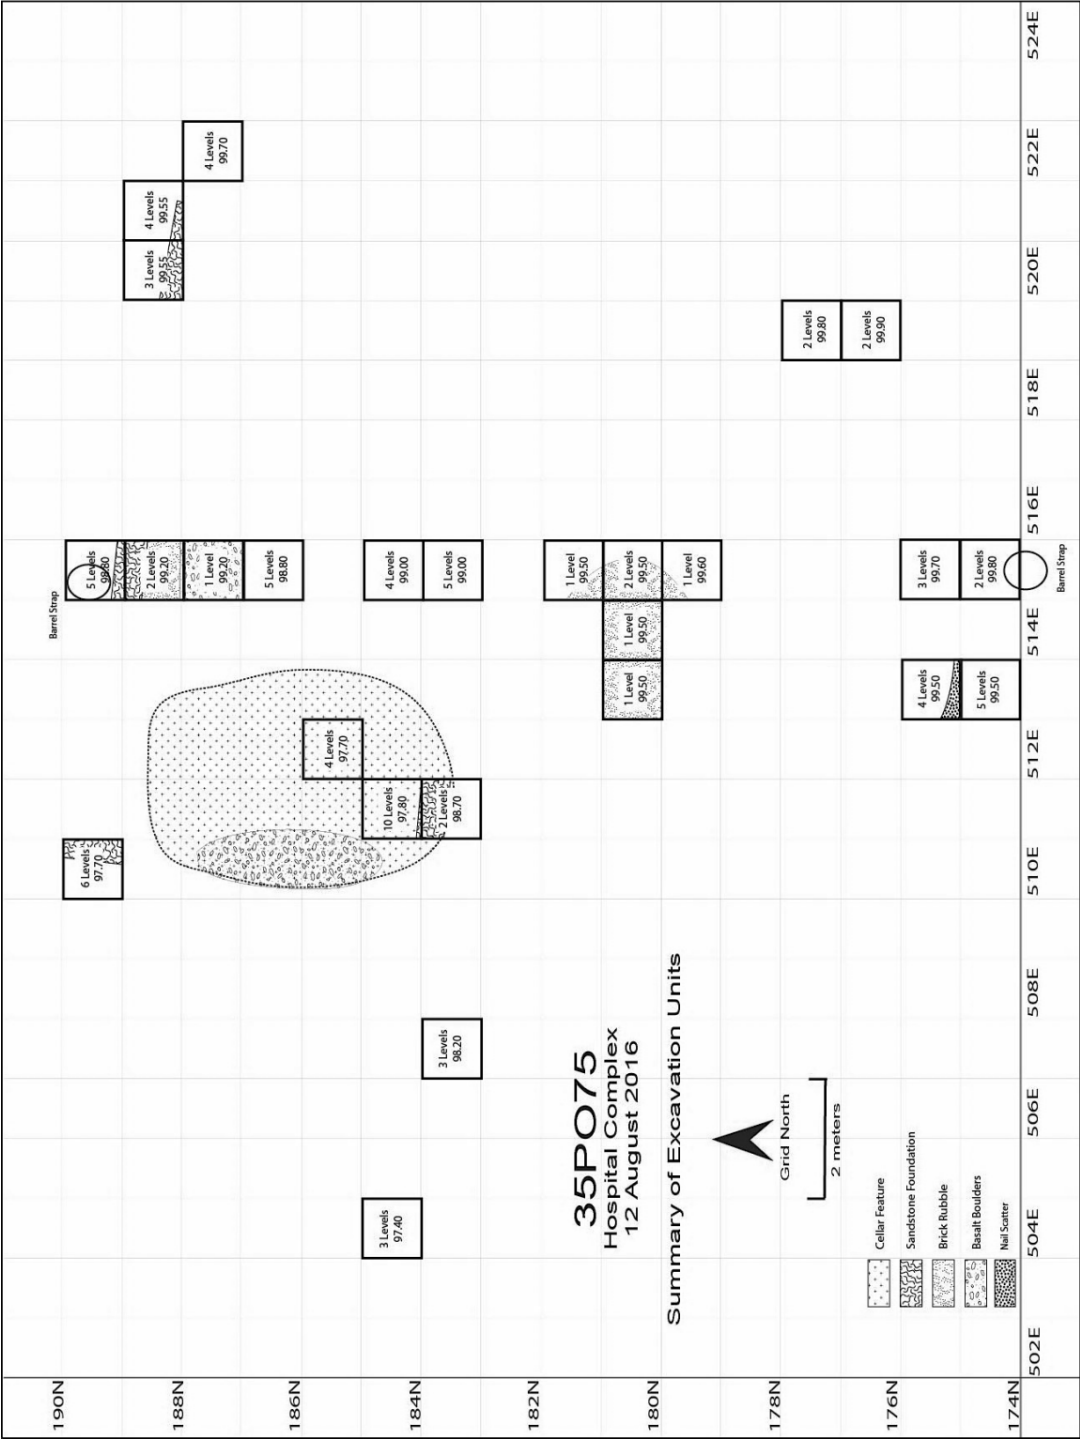 Barrel Strap
190N
6 Levels
97.70
5 Levels
98.80
2 Levels
99.20
3 Levels
99.55
4 Levels
99.55
188N
1 Level
99.20
4 Levels
99.70
5 Levels
98.80
186N
4 Levels
97.70
3 Levels
97.40
10 Levels
97.80
4 Levels
99.00
184N
3 Levels
98.20
2 Levels
98.70
5 Levels
99.00
182N
1 Level
99.50
1 Level
99.50
1 Level
99.50
2 Levels
99.50
180N
1 Level
99.60
35PO75
Hospital Complex
12 August 2016
Summary of Excavation Units
Grid North
2 meters
178N
2 Levels
99.80
2 Levels
99.90
176N
4 Levels
99.50
3 Levels
99.70
5 Levels
99.50
2 Levels
99.80
Cellar Feature
Sandstone Foundation
Brick Rubble
Basalt Boulders
Nail Scatter
174N
502E
504E
506E
508E
510E
512E
514E
516E
518E
520E
522E
524E
Barrel Strap